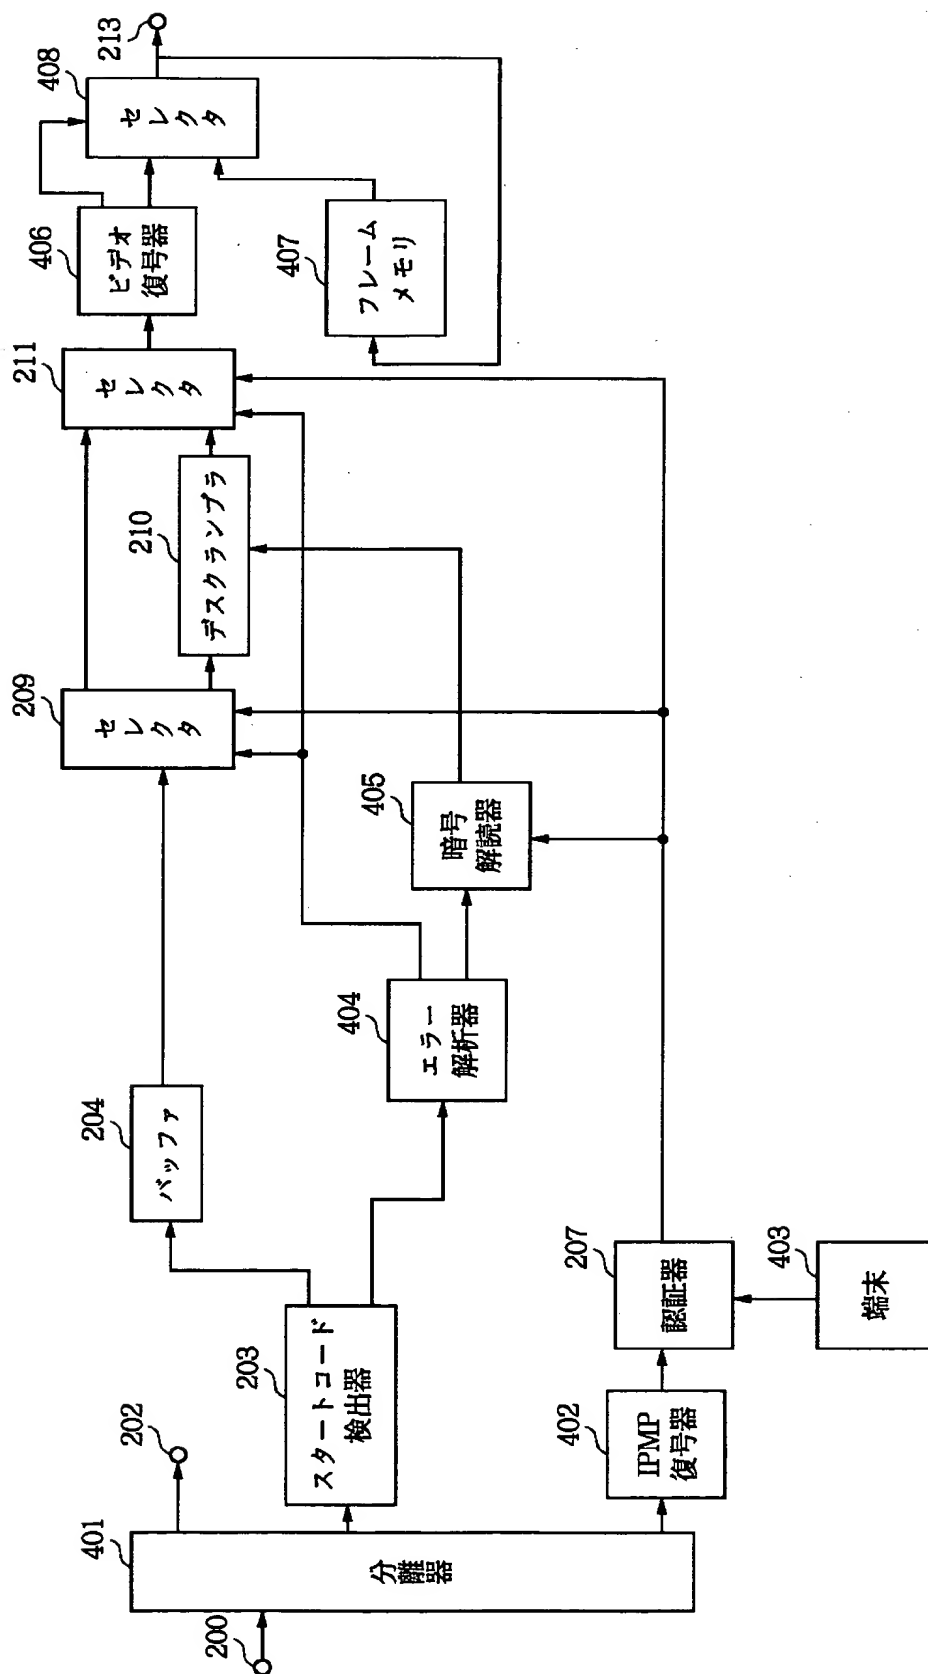 200
401
分離器
202
203
スタートコード
検出器
402
IPMP
復号器
207
認証器
403
端末
204
バッファ
404
エラー
解析器
405
暗号
解読器
209
セレクタ
210
デスクランブラ
211
セレクタ
406
ビデオ
復号器
407
フレーム
メモリ
408
セレクタ
213